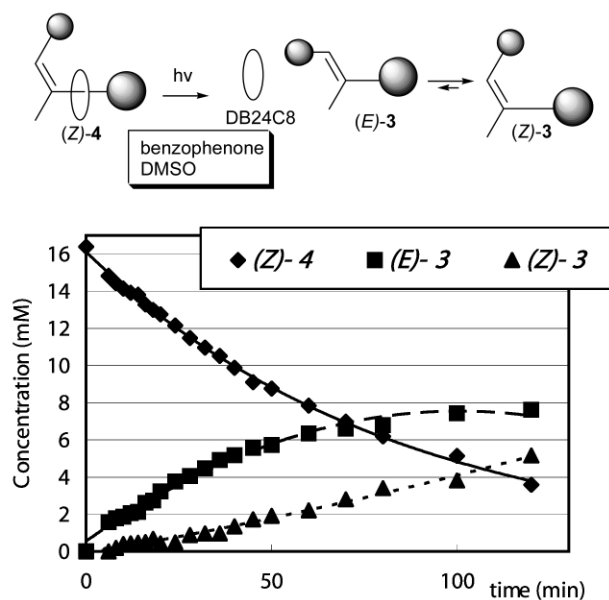 hν
(Z)-4
DB24C8
(E)-3
(Z)-3
benzophenone
DMSO
(Z)- 4 (E)- 3 (Z)- 3
Concentration (mM)
16
14
12
10
8
6
4
2
0
0 50 100
time (min)